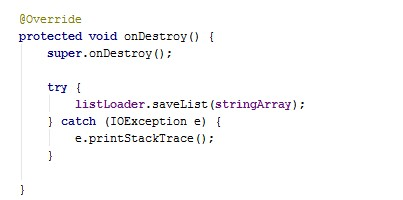 @Override
protected void onDestroy() {
    super.onDestroy();

    try {
        listLoader.saveList(stringArray);
    } catch (IOException e) {
        e.printStackTrace();
    }

}